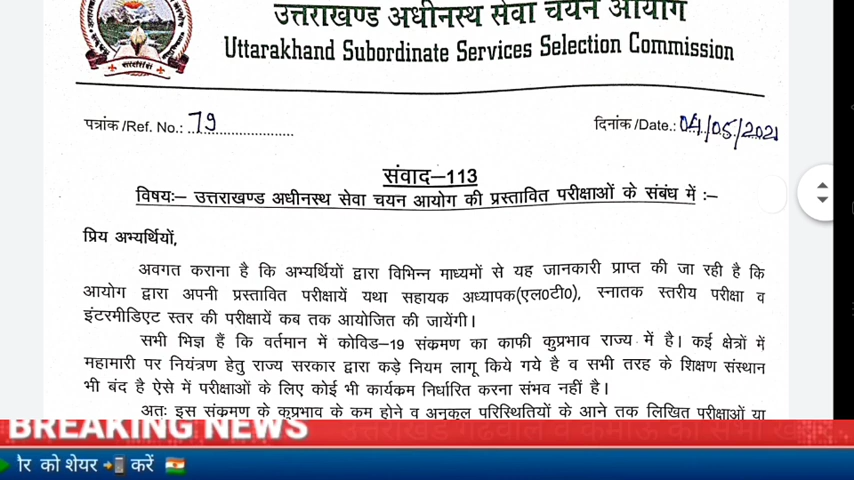 उत्तराखण्ड अधीनस्थ सेवा चयन आयोग
Uttarakhand Subordinate Services Selection Commission
पत्रांक /Ref. No.: 79
दिनांक /Date.: 04/05/2021
संवाद–113
विषयः– उत्तराखण्ड अधीनस्थ सेवा चयन आयोग की प्रस्तावित परीक्षाओं के संबंध में :–
प्रिय अभ्यर्थियों,
अवगत कराना है कि अभ्यर्थियों द्वारा विभिन्न माध्यमों से यह जानकारी प्राप्त की जा रही है कि
आयोग द्वारा अपनी प्रस्तावित परीक्षायें यथा सहायक अध्यापक(एल0टी0), स्नातक स्तरीय परीक्षा व
इंटरमीडिएट स्तर की परीक्षायें कब तक आयोजित की जायेंगी।
सभी भिज्ञ हैं कि वर्तमान में कोविड–19 संकमण का काफी कुप्रभाव राज्य में है। कई क्षेत्रों में
महामारी पर नियंत्रण हेतु राज्य सरकार द्वारा कड़े नियम लागू किये गये है व सभी तरह के शिक्षण संस्थान
भी बंद है ऐसे में परीक्षाओं के लिए कोई भी कार्यकम निर्धारित करना संभव नहीं है।
अतः इस संकमण के कुप्रभाव के कम होने व अनुकूल परिस्थितियों के आने तक लिखित परीक्षाओं या
BREAKING NEWS
को शेयर 📲 करें 🇮🇳